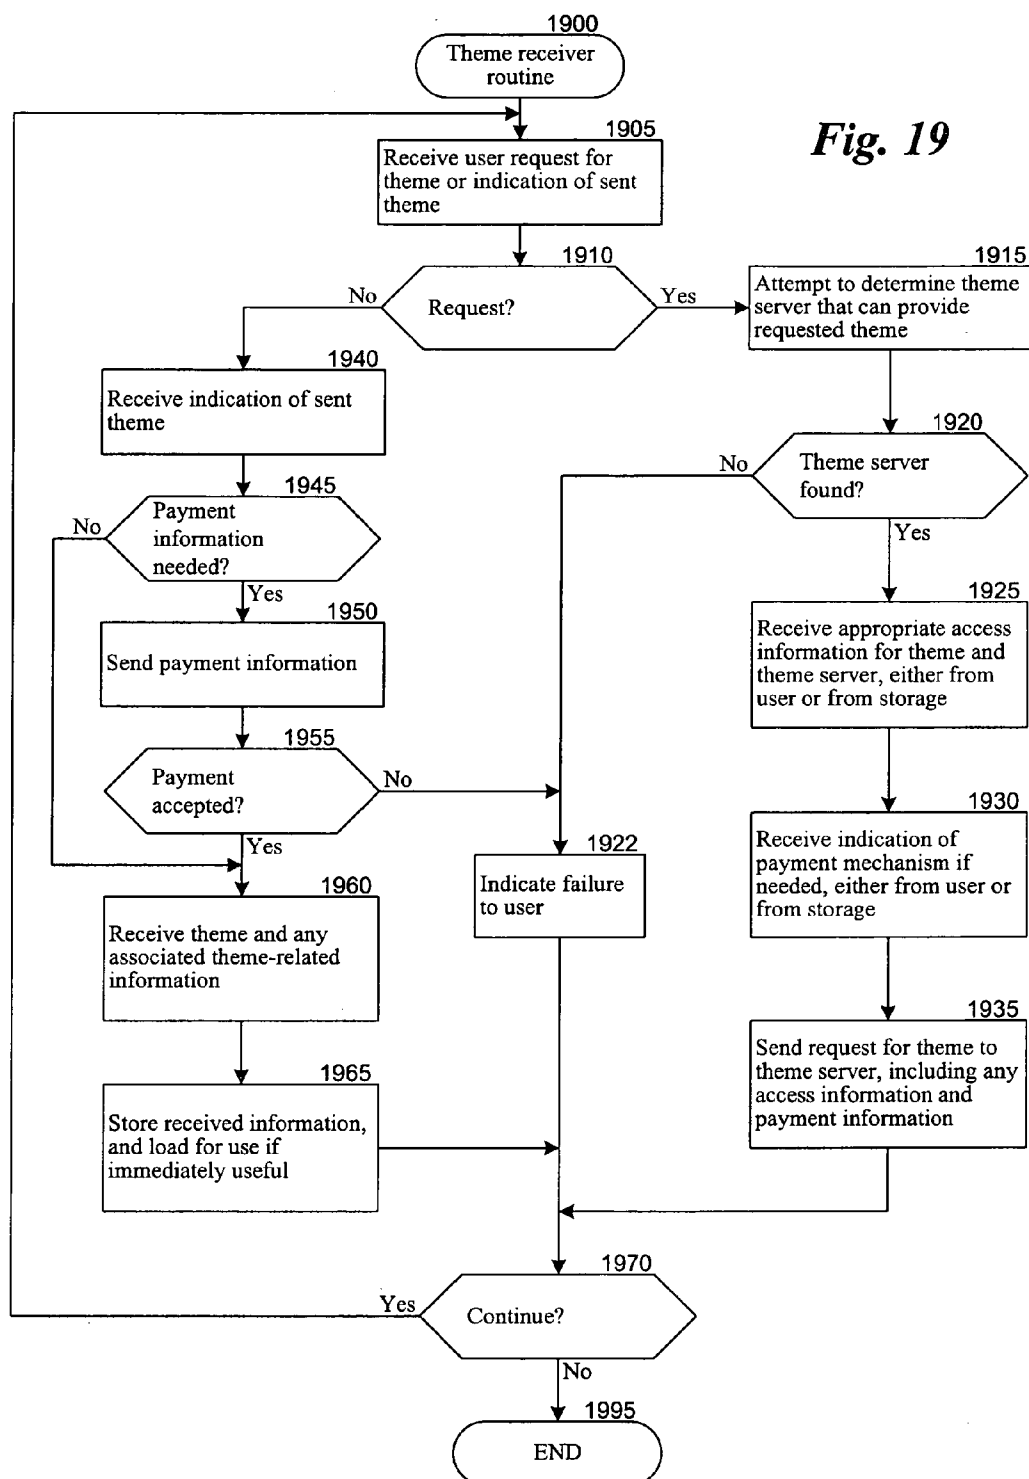 1900
Theme receiver
routine
Fig. 19
1905
Receive user request for
theme or indication of sent
theme
1910
Request?
No
Yes
1915
Attempt to determine theme
server that can provide
requested theme
1940
Receive indication of sent
theme
1920
Theme server
found?
No
Yes
1945
Payment
information
needed?
No
Yes
1925
Receive appropriate access
information for theme and
theme server, either from
user or from storage
1950
Send payment information
1955
Payment
accepted?
No
Yes
1930
Receive indication of
payment mechanism if
needed, either from user or
from storage
1922
Indicate failure
to user
1960
Receive theme and any
associated theme-related
information
1935
Send request for theme to
theme server, including any
access information and
payment information
1965
Store received information,
and load for use if
immediately useful
1970
Continue?
Yes
No
1995
END